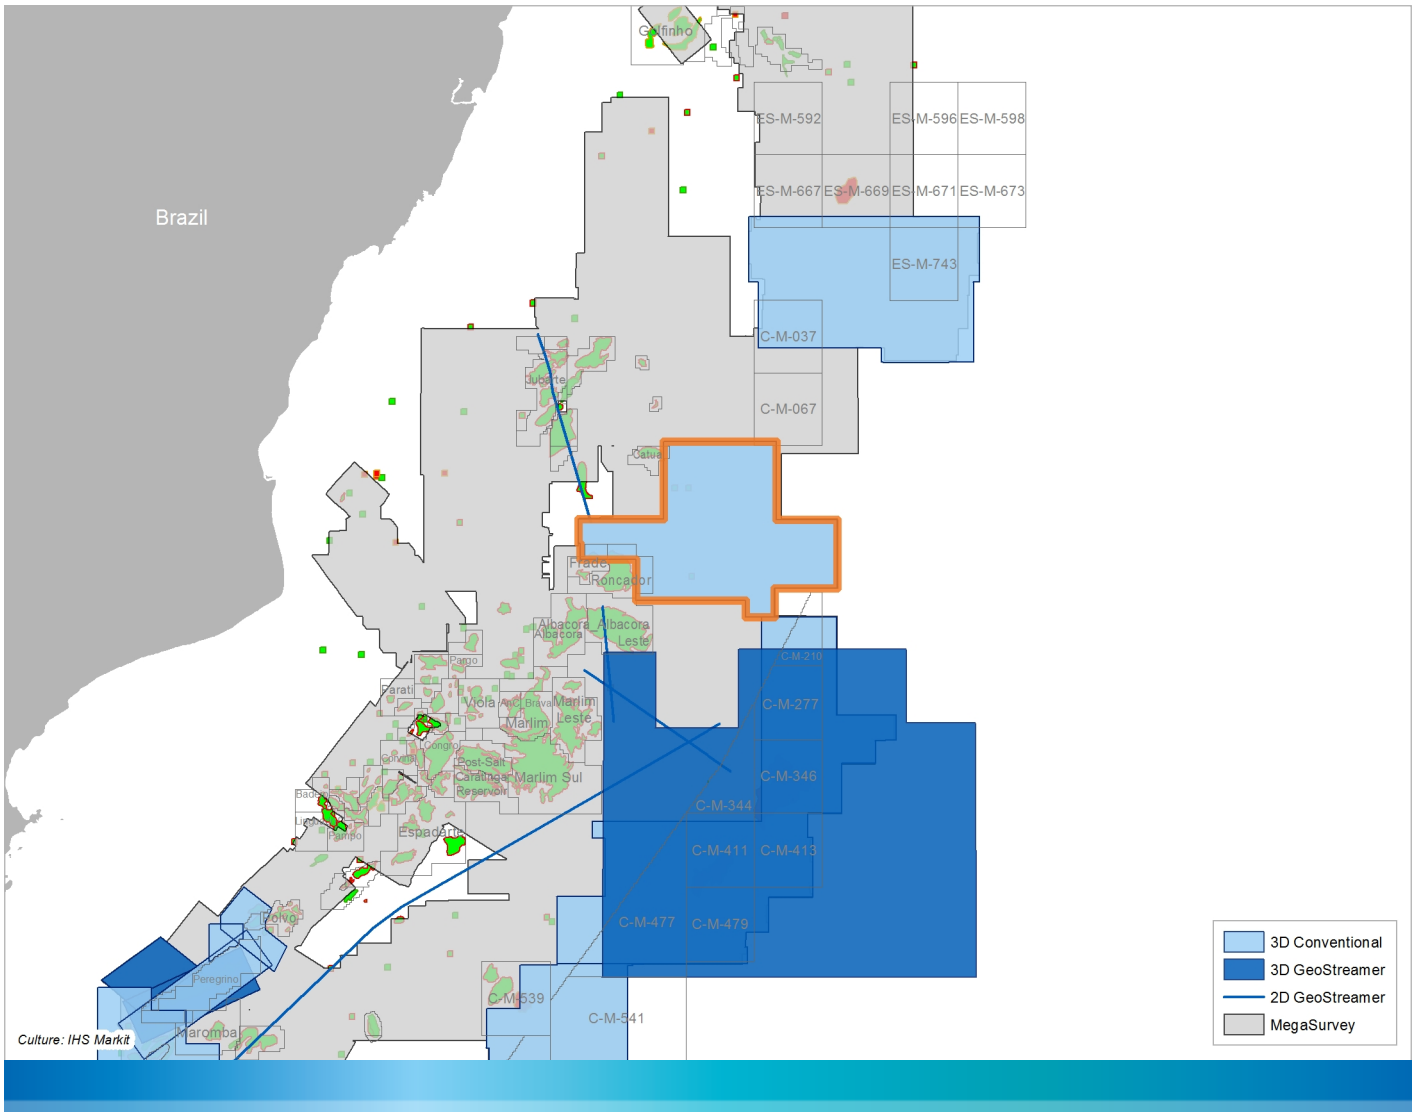 Golfinho
ES-M-592
ES-M-596
ES-M-598
ES-M-667
ES-M-669
ES-M-671
ES-M-673
Brazil
ES-M-743
C-M-037
Jubarte
C-M-067
Catua
Frade
Roncador
Albacora
Albacora
Albacora
Leste
C-M-210
Pargo
Parati
Viola
Brava
Marlim
Leste
Marlim
C-M-277
Congro
Post-Salt
Caratinga
Reservoir
Marlim Sul
C-M-346
C-M-344
Pampo
Espadarte
C-M-411
C-M-413
Polvo
C-M-477
C-M-479
Peregrino
C-M-539
C-M-541
Maromba
Culture: IHS Markit
3D Conventional
3D GeoStreamer
2D GeoStreamer
MegaSurvey